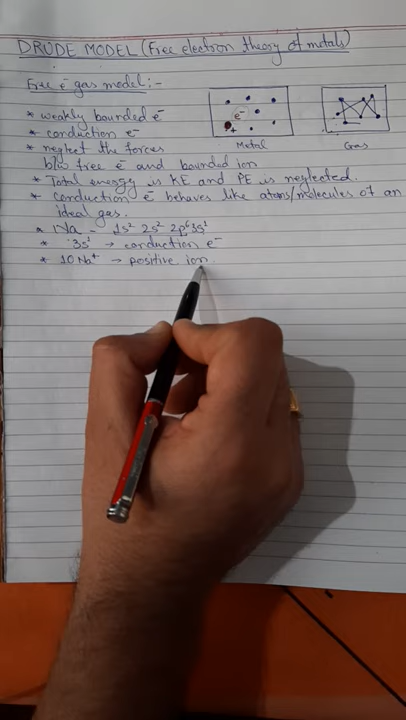 DRUDE MODEL (Free electron theory of metals)
Free e⁻ gas model :-
* weakly bounded e⁻
* conduction e⁻
* neglect the forces
b/w free e⁻ and bounded ion
e⁻
+
Metal
Gas
* Total energy is KE and PE is neglected.
* conduction e⁻ behaves like atoms/molecules of an
ideal gas.
* Na - 1s² 2s² 2p⁶ 3s¹
* 3s¹ → conduction e⁻
* 10 Na⁺ → positive ion.